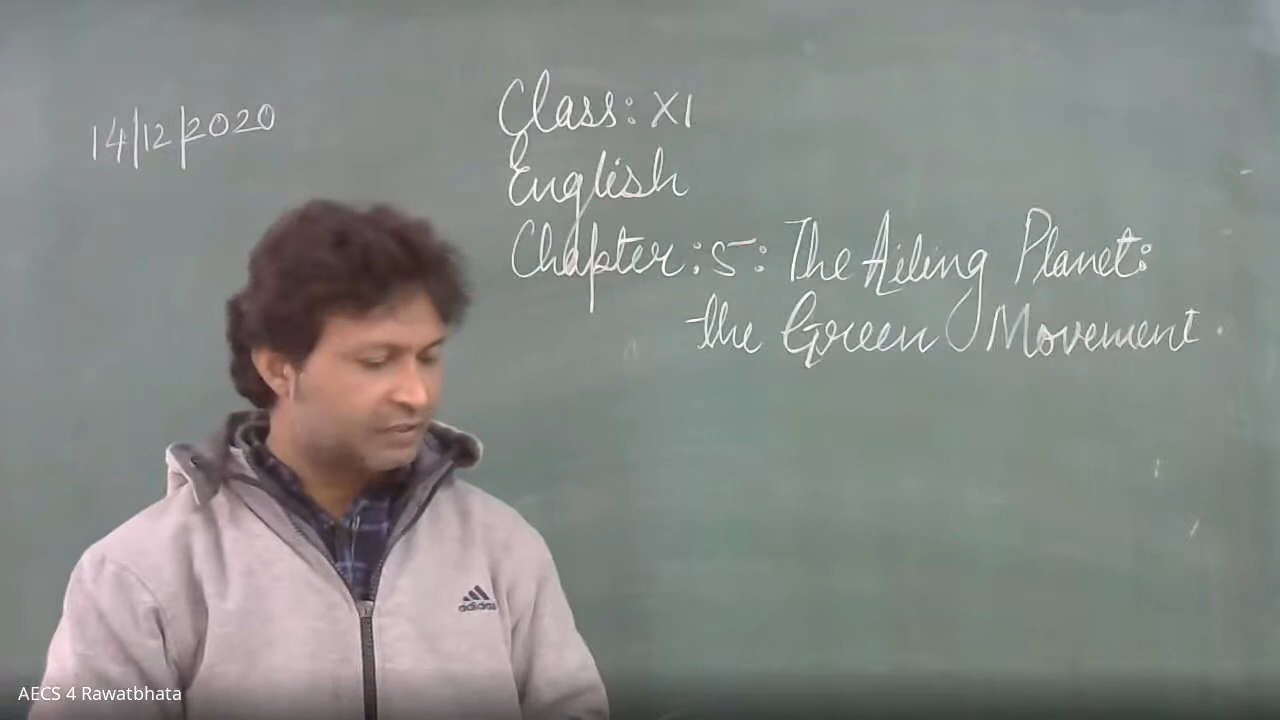 14/12/2020
Class: XI
English
Chapter: 5: The Ailing Planet:
the Green Movement.
adidas
AECS 4 Rawatbhata